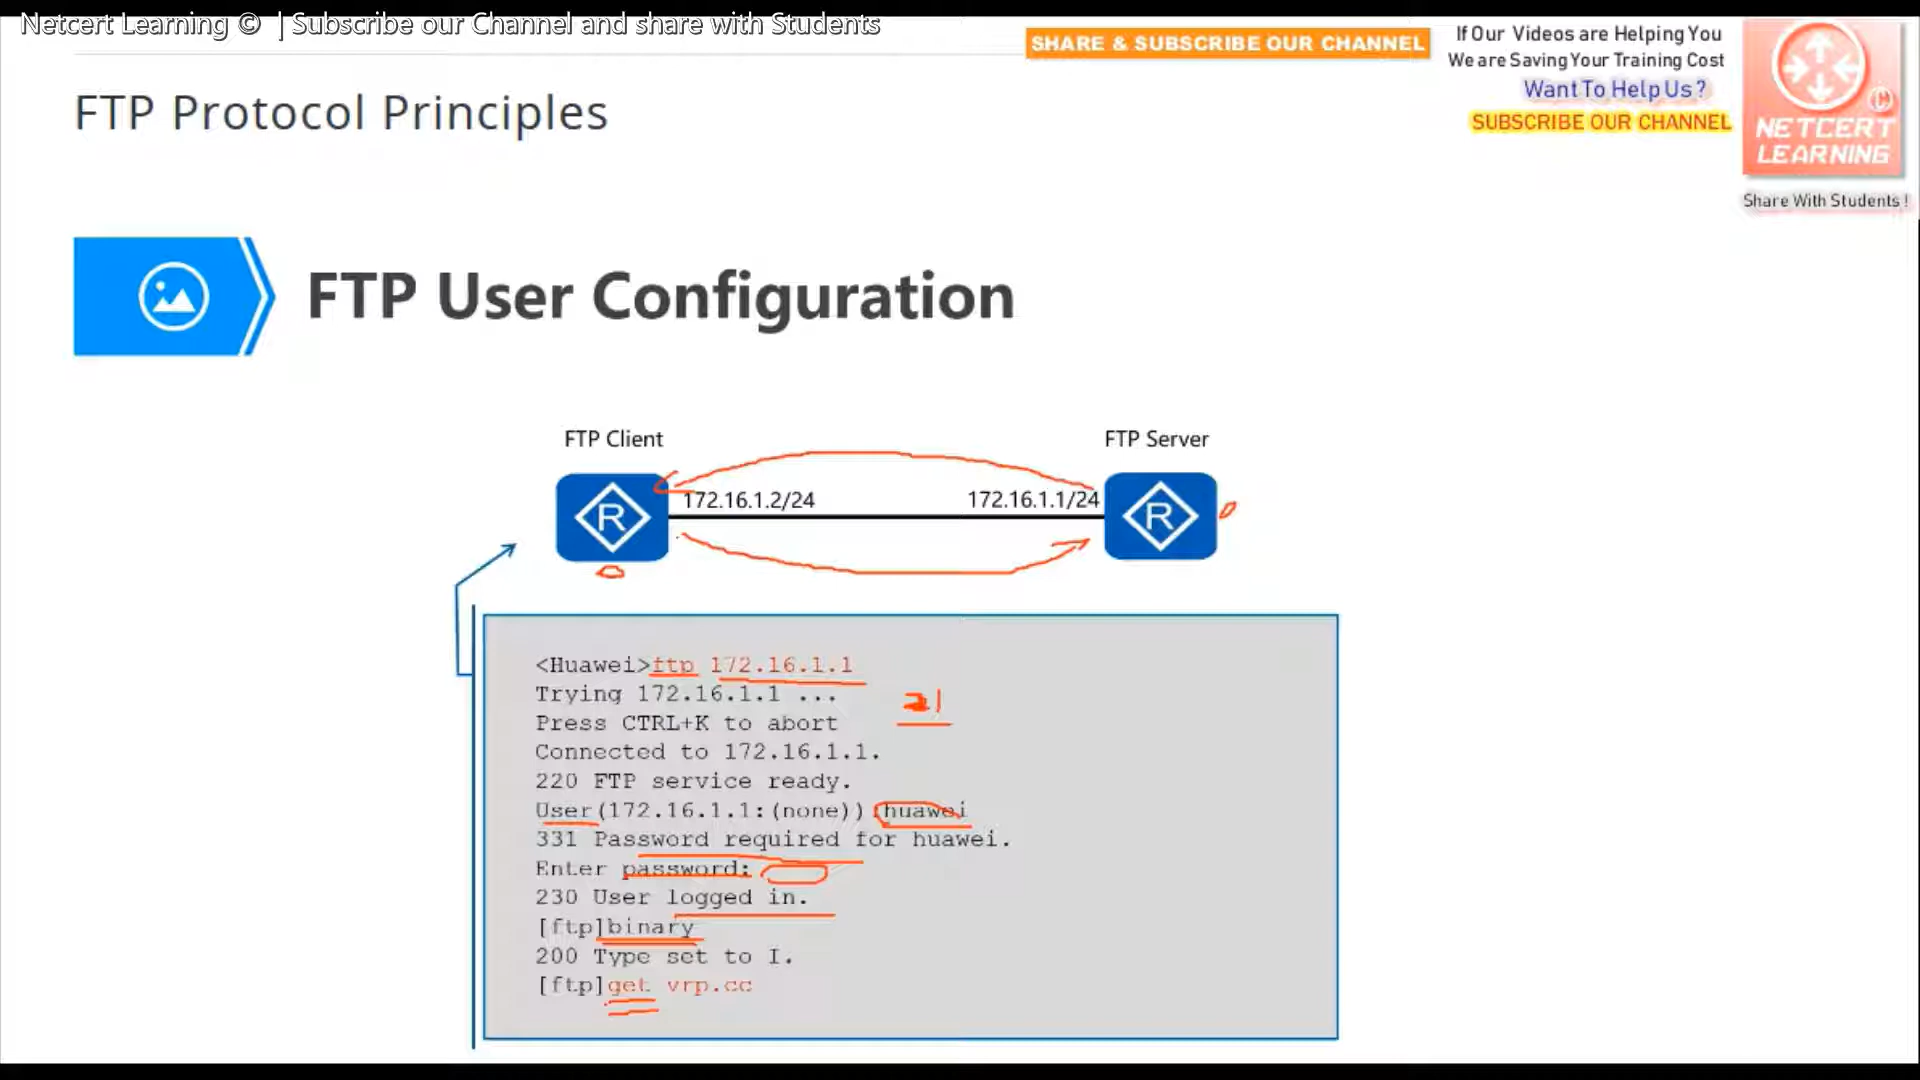 Netcert Learning © | Subscribe our Channel and share with Students
SHARE & SUBSCRIBE OUR CHANNEL
If Our Videos are Helping You
We are Saving Your Training Cost
Want To Help Us ?
SUBSCRIBE OUR CHANNEL
©
NETCERT
LEARNING
Share With Students !
FTP Protocol Principles
FTP User Configuration
FTP Client
FTP Server
R
172.16.1.2/24
172.16.1.1/24
R
<Huawei>ftp 172.16.1.1
Trying 172.16.1.1 ...
21
Press CTRL+K to abort
Connected to 172.16.1.1.
220 FTP service ready.
User(172.16.1.1:(none)):huawei
331 Password required for huawei.
Enter password:
230 User logged in.
[ftp]binary
200 Type set to I.
[ftp]get vrp.cc